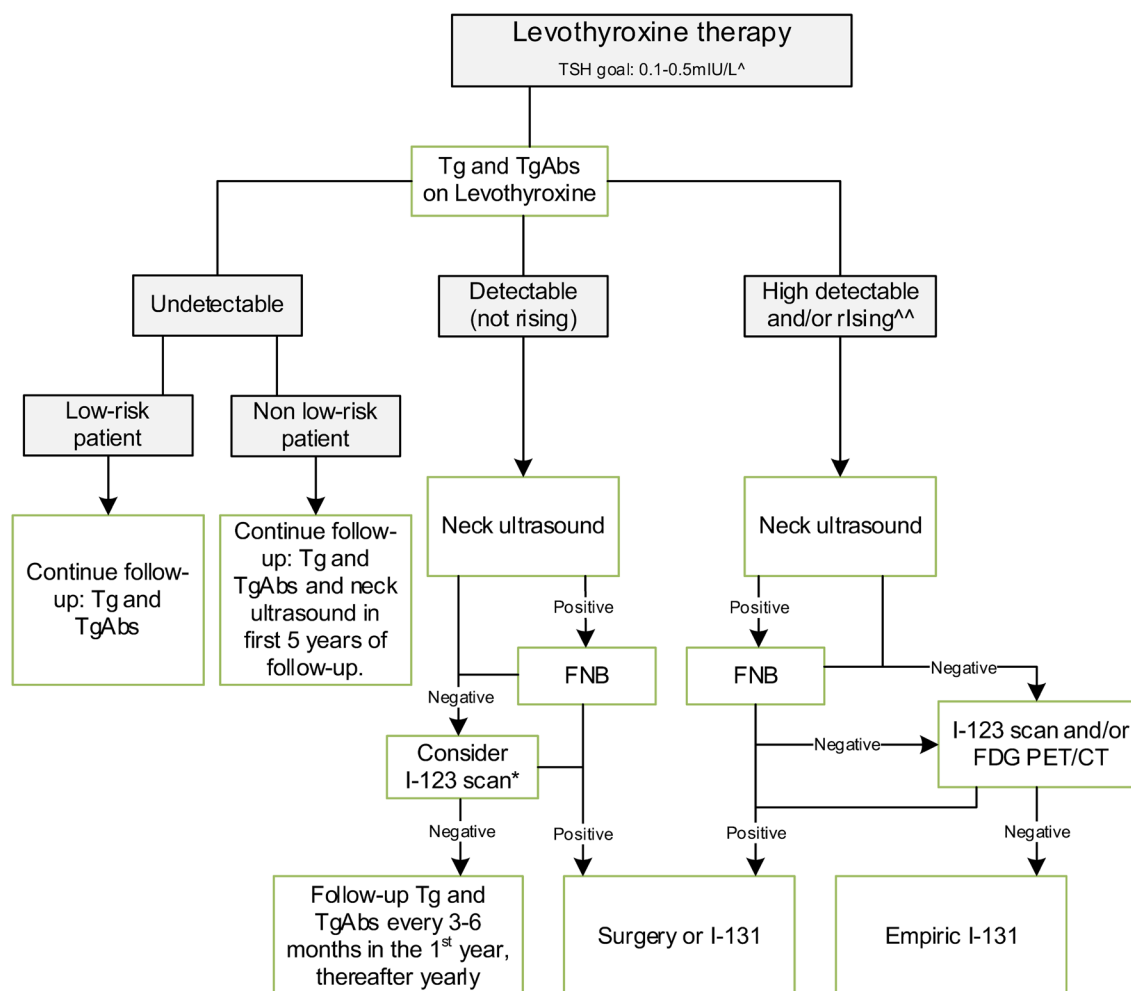 Levothyroxine therapy
TSH goal: 0.1-0.5mIU/L^
Tg and TgAbs
on Levothyroxine
Undetectable
Detectable
(not rising)
High detectable
and/or rIsing^^
Low-risk
patient
Non low-risk
patient
Continue follow-
up: Tg and
TgAbs
Continue follow-
up: Tg and
TgAbs and neck
ultrasound in
first 5 years of
follow-up.
Neck ultrasound
Neck ultrasound
Positive
Positive
FNB
FNB
Negative
Negative
Consider
I-123 scan*
Negative
I-123 scan and/or
FDG PET/CT
Negative
Positive
Positive
Negative
Follow-up Tg and
TgAbs every 3-6
months in the 1st year,
thereafter yearly
Surgery or I-131
Empiric I-131